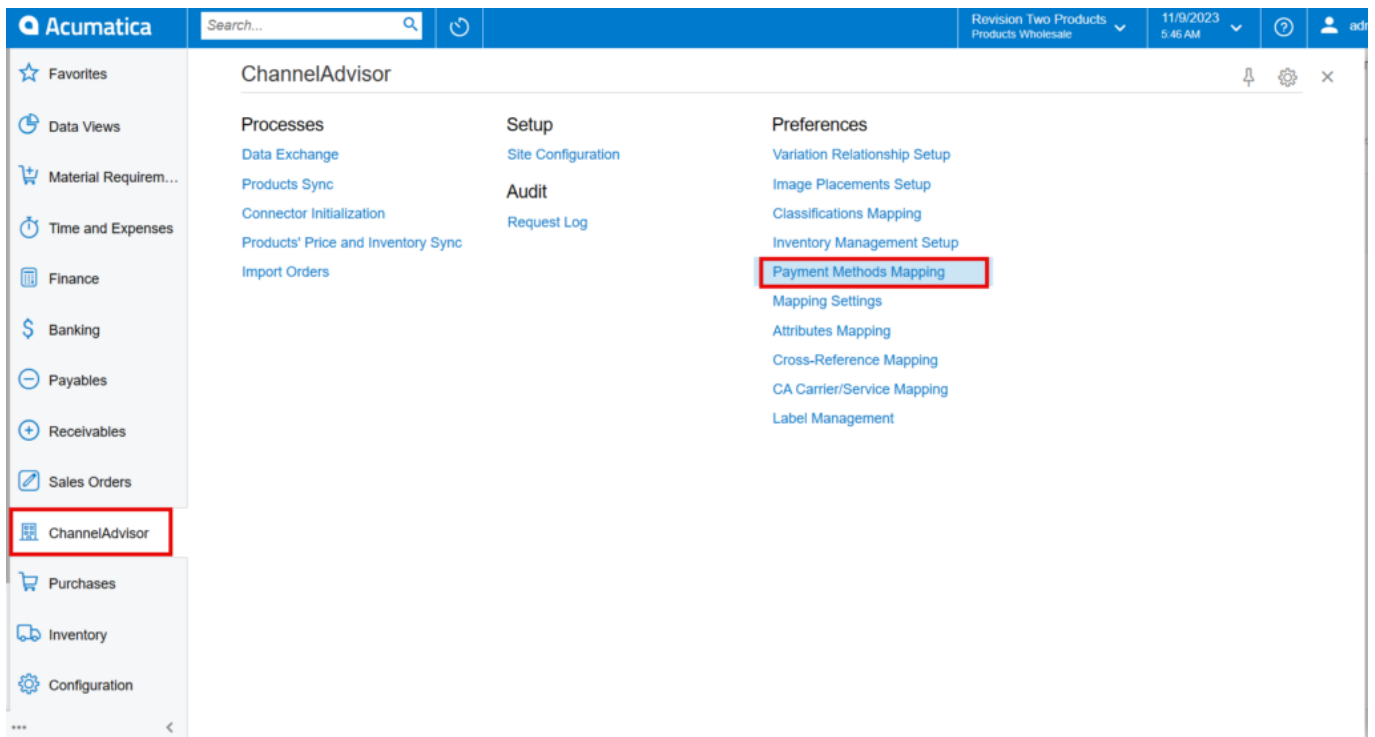 Acumatica
Search...
Revision Two Products
Products Wholesale
11/9/2023
5:46 AM
Favorites
Data Views
Material Requirem...
Time and Expenses
Finance
Banking
Payables
Receivables
Sales Orders
ChannelAdvisor
Purchases
Inventory
Configuration
ChannelAdvisor
Processes
Data Exchange
Products Sync
Connector Initialization
Products' Price and Inventory Sync
Import Orders
Setup
Site Configuration
Audit
Request Log
Preferences
Variation Relationship Setup
Image Placements Setup
Classifications Mapping
Inventory Management Setup
Payment Methods Mapping
Mapping Settings
Attributes Mapping
Cross-Reference Mapping
CA Carrier/Service Mapping
Label Management